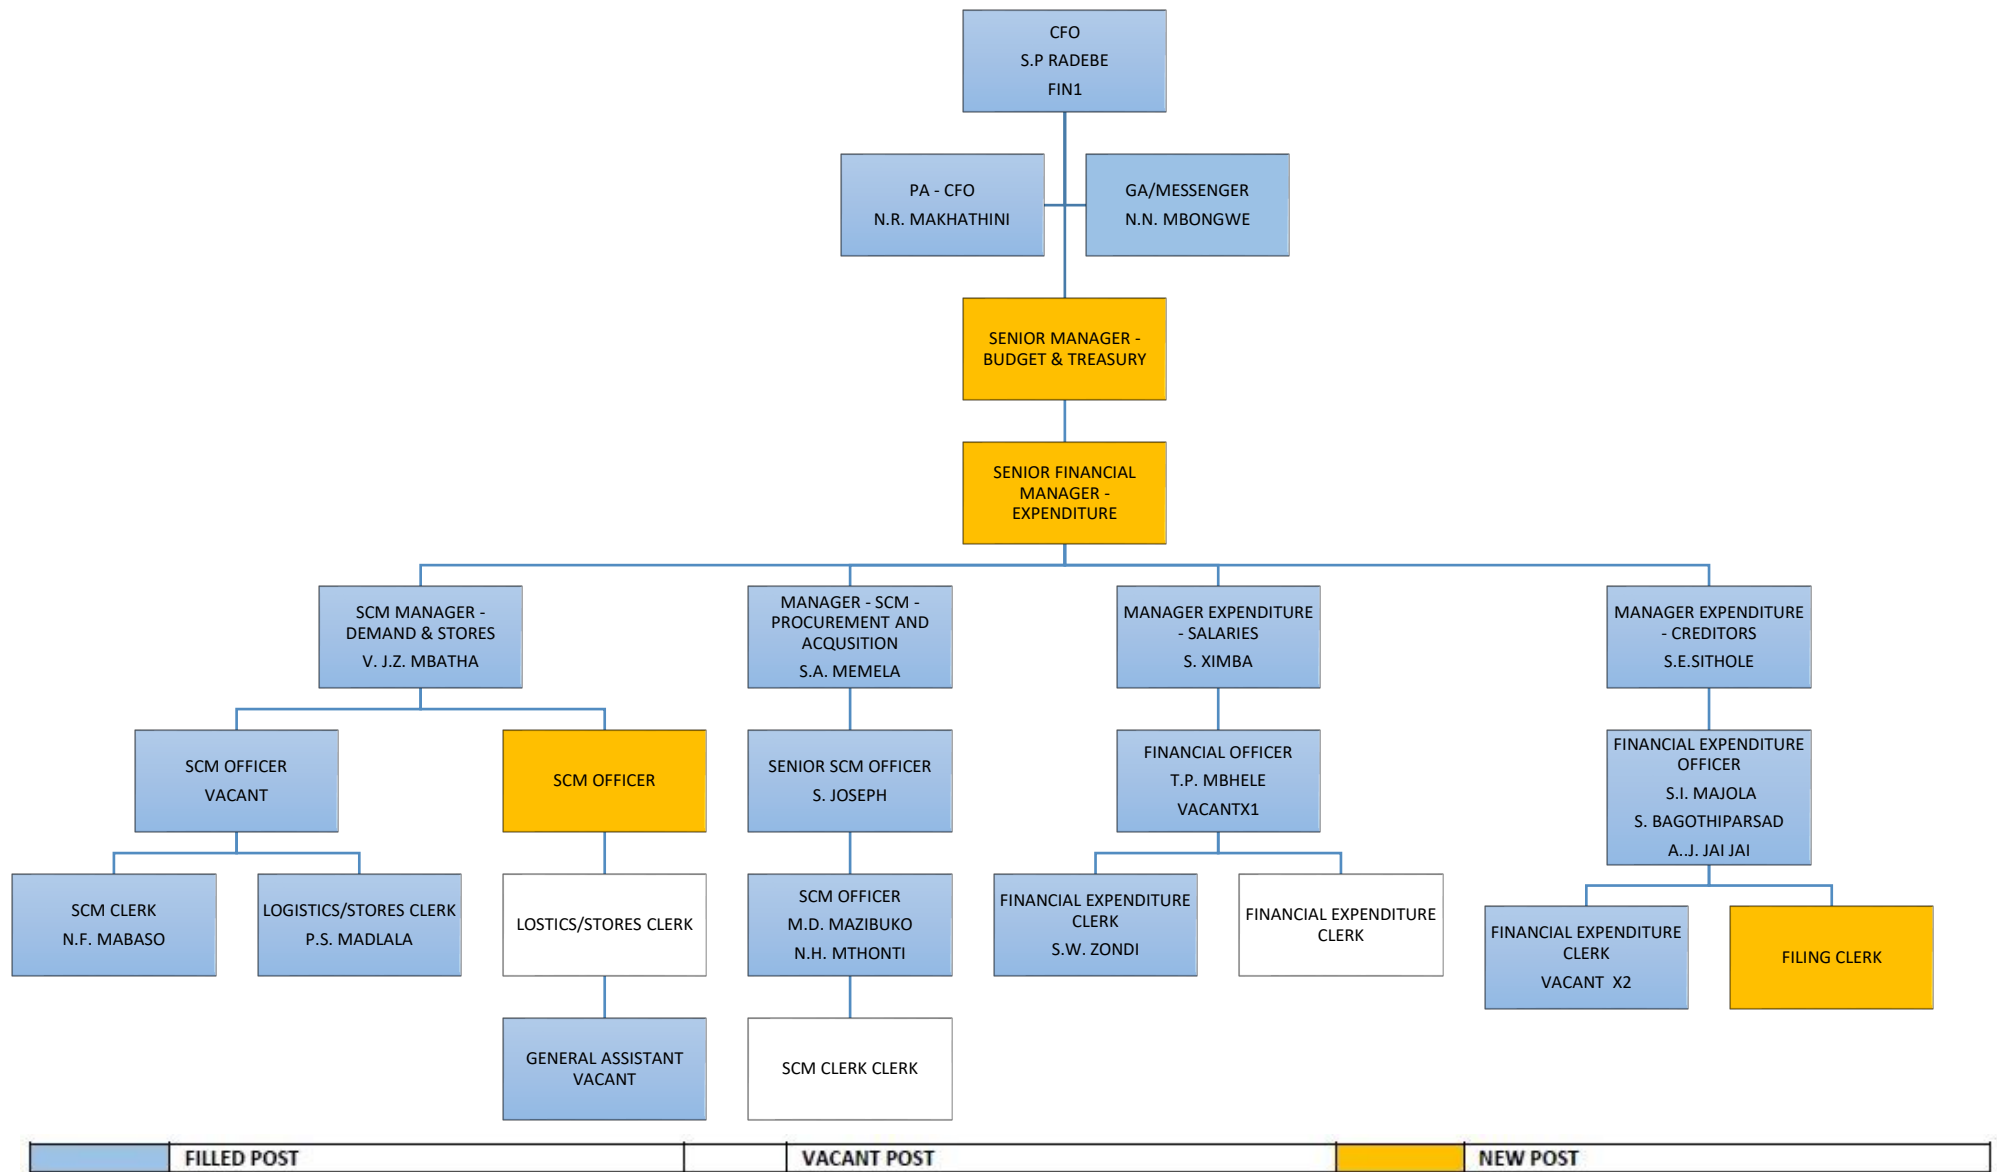 CFO
S.P RADEBE
FIN1
PA - CFO
N.R. MAKHATHINI
GA/MESSENGER
N.N. MBONGWE
SENIOR MANAGER -
BUDGET & TREASURY
SENIOR FINANCIAL
MANAGER -
EXPENDITURE
SCM MANAGER -
DEMAND & STORES
V. J.Z. MBATHA
MANAGER - SCM -
PROCUREMENT AND
ACQUSITION
S.A. MEMELA
MANAGER EXPENDITURE
- SALARIES
S. XIMBA
MANAGER EXPENDITURE
- CREDITORS
S.E.SITHOLE
SCM OFFICER
VACANT
SCM OFFICER
SENIOR SCM OFFICER
S. JOSEPH
FINANCIAL OFFICER
T.P. MBHELE
VACANTX1
FINANCIAL EXPENDITURE
OFFICER
S.I. MAJOLA
S. BAGOTHIPARSAD
A..J. JAI JAI
SCM CLERK
N.F. MABASO
LOGISTICS/STORES CLERK
P.S. MADLALA
LOSTICS/STORES CLERK
SCM OFFICER
M.D. MAZIBUKO
N.H. MTHONTI
FINANCIAL EXPENDITURE
CLERK
S.W. ZONDI
FINANCIAL EXPENDITURE
CLERK
FINANCIAL EXPENDITURE
CLERK
VACANT  X2
FILING CLERK
GENERAL ASSISTANT
VACANT
SCM CLERK CLERK
FILLED POST
VACANT POST
NEW POST